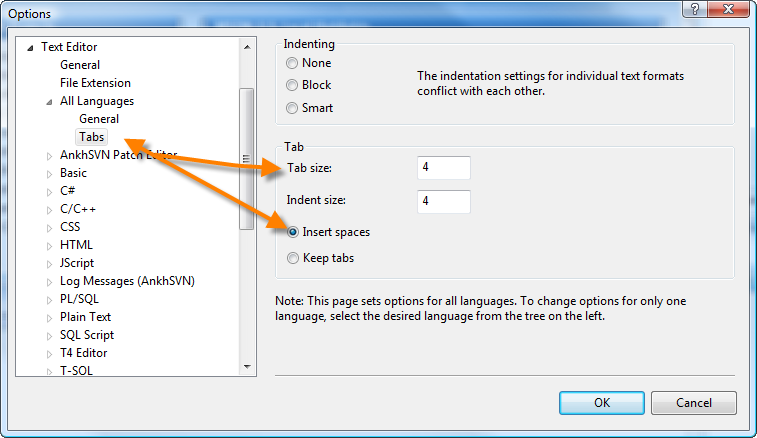 Options
Text Editor
General
File Extension
All Languages
General
Tabs
AnkhSVN Patch Editor
Basic
C#
C/C++
CSS
HTML
JScript
Log Messages (AnkhSVN)
PL/SQL
Plain Text
SQL Script
T4 Editor
T-SQL
Indenting
None
Block
Smart
The indentation settings for individual text formats
conflict with each other.
Tab
Tab size: 4
Indent size: 4
Insert spaces
Keep tabs
Note: This page sets options for all languages. To change options for only one
language, select the desired language from the tree on the left.
OK Cancel